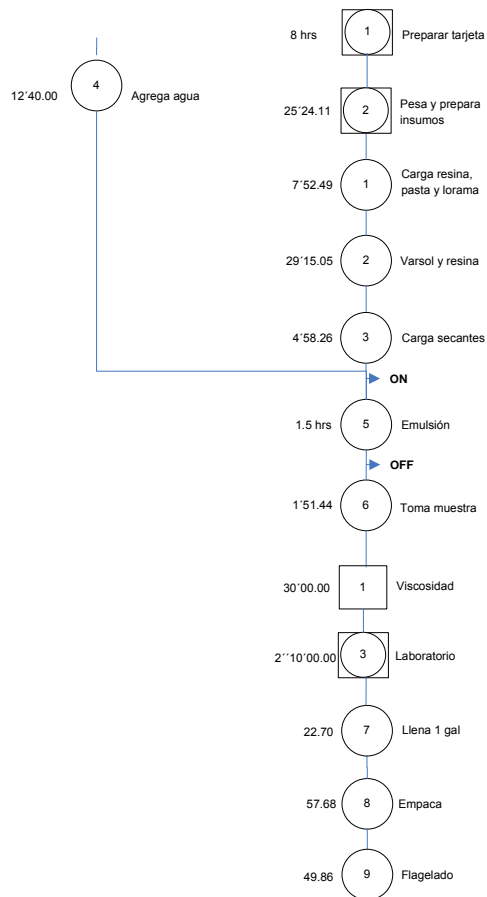 8 hrs
1
Preparar tarjeta
12´40.00
4
Agrega agua
25´24.11
2
Pesa y prepara
insumos
7´52.49
1
Carga resina,
pasta y lorama
29´15.05
2
Varsol y resina
4´58.26
3
Carga secantes
ON
1.5 hrs
5
Emulsión
OFF
1´51.44
6
Toma muestra
30´00.00
1
Viscosidad
2´´10´00.00
3
Laboratorio
22.70
7
Llena 1 gal
57.68
8
Empaca
49.86
9
Flagelado